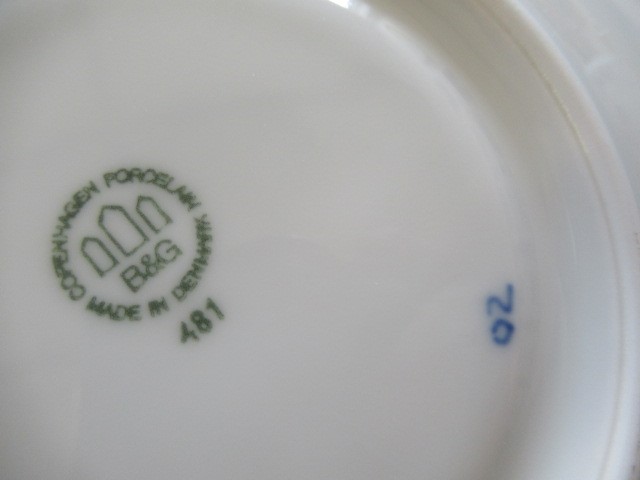 COPENHAGEN PORCELAIN
B&G
MADE IN DENMARK
481
02